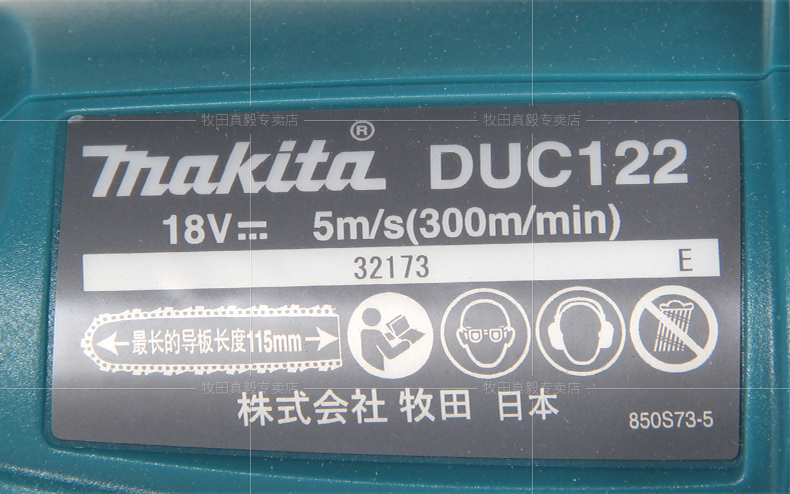 牧田真毅专卖店 牧田真毅专卖店
makita® DUC122
18V⎓ 5m/s(300m/min)
32173 E
最长的导板长度115mm
牧田真毅专卖店 牧田真毅专卖店
株式会社 牧田 日本
850S73-5